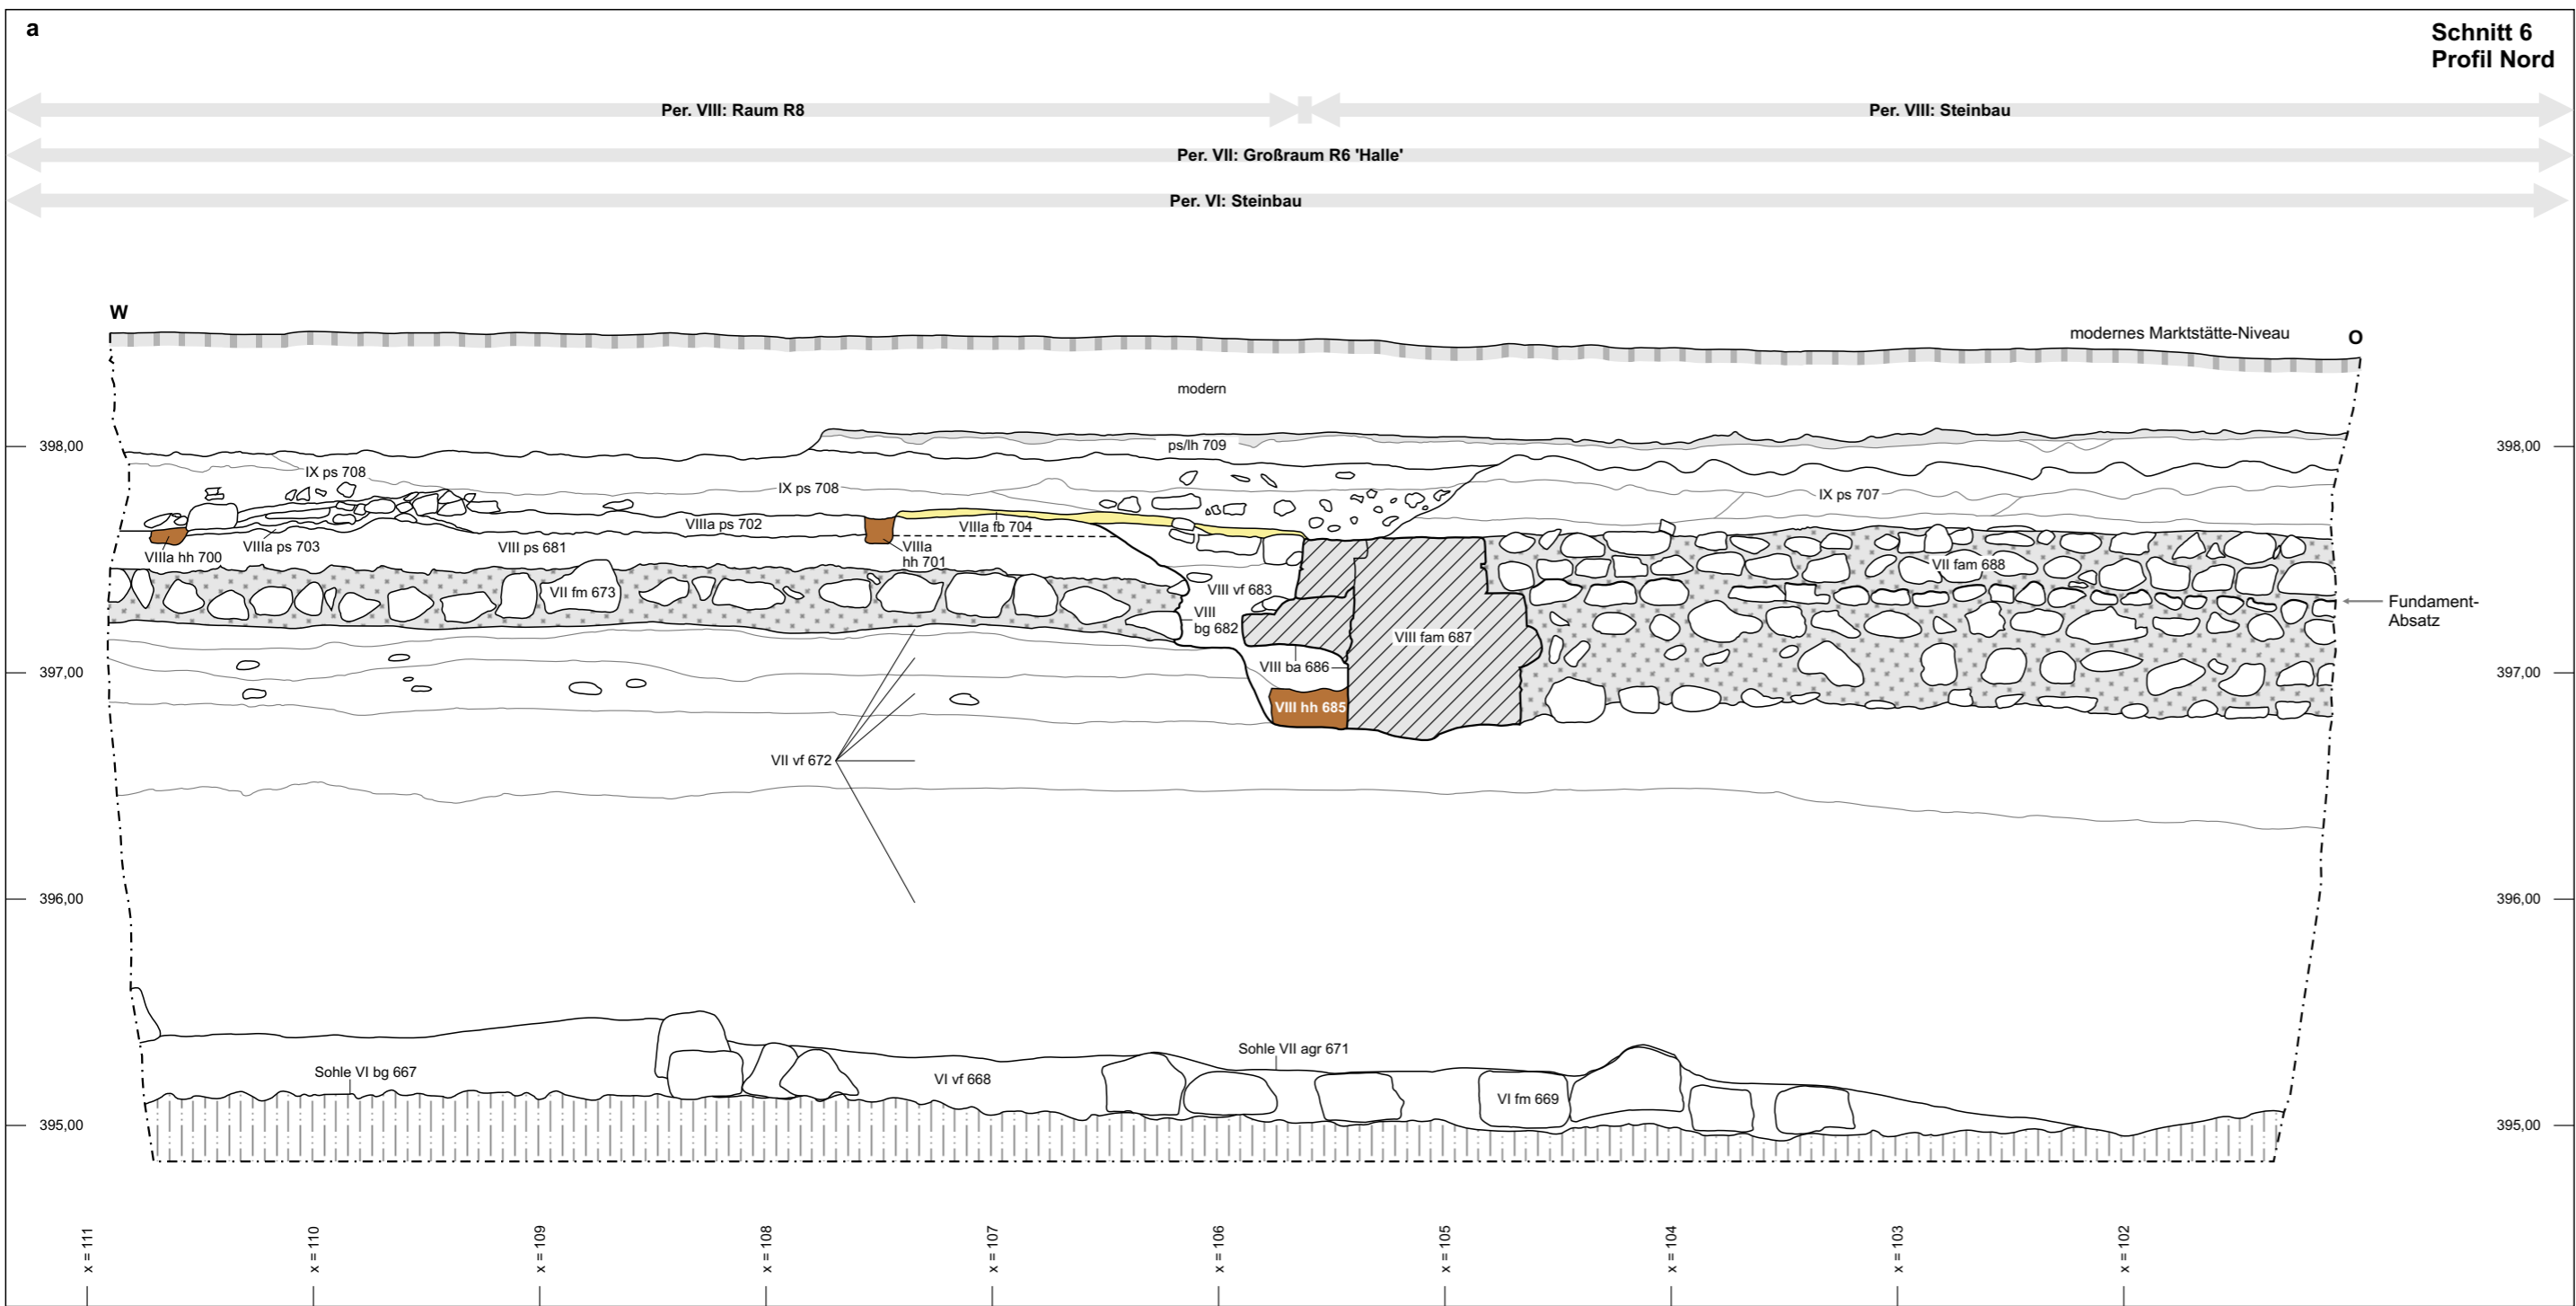 a
Schnitt 6
Profil Nord
Per. VIII: Raum R8
Per. VIII: Steinbau
Per. VII: Großraum R6 'Halle'
Per. VI: Steinbau
W
modernes Marktstätte-Niveau
O
modern
398,00
ps/lh 709
398,00
IX ps 708
IX ps 708
IX ps 707
VIIIa ps 702
VIIIa fb 704
VIIIa hh 700
VIIIa ps 703
VIII ps 681
VIIIa
hh 701
VII fm 673
VII fam 688
VIII vf 683
Fundament-
Absatz
VIII
bg 682
VIII fam 687
397,00
VIII ba 686
397,00
VIII hh 685
VII vf 672
396,00
396,00
Sohle VII agr 671
Sohle VI bg 667
VI vf 668
VI fm 669
395,00
395,00
x = 111
x = 110
x = 109
x = 108
x = 107
x = 106
x = 105
x = 104
x = 103
x = 102